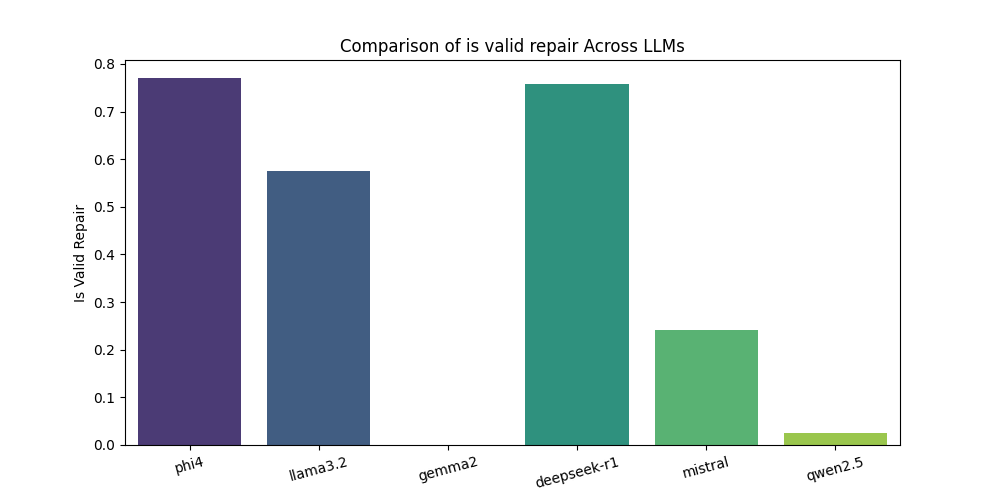 Comparison of is valid repair Across LLMs
Is Valid Repair
0.8
0.7
0.6
0.5
0.4
0.3
0.2
0.1
0.0
phi4
llama3.2
gemma2
deepseek-r1
mistral
qwen2.5